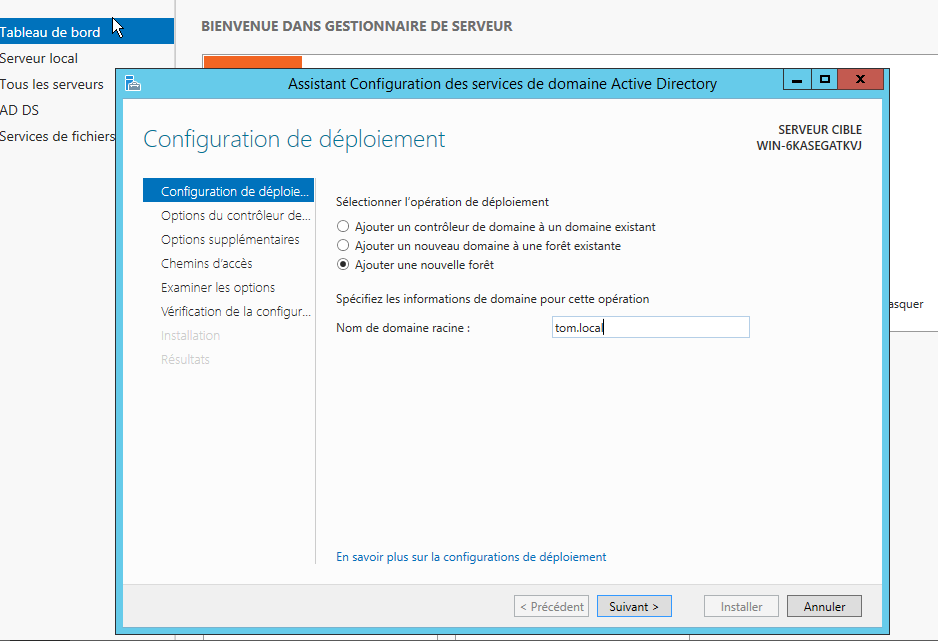 Tableau de bord
Serveur local
Tous les serveurs
AD DS
Services de fichiers
BIENVENUE DANS GESTIONNAIRE DE SERVEUR
Assistant Configuration des services de domaine Active Directory
Configuration de déploiement
SERVEUR CIBLE
WIN-6KASEGATKVJ
Configuration de déploie...
Options du contrôleur de...
Options supplémentaires
Chemins d'accès
Examiner les options
Vérification de la configur...
Installation
Résultats
Sélectionner l'opération de déploiement
Ajouter un contrôleur de domaine à un domaine existant
Ajouter un nouveau domaine à une forêt existante
Ajouter une nouvelle forêt
Spécifiez les informations de domaine pour cette opération
Nom de domaine racine : tom.local
En savoir plus sur la configurations de déploiement
< Précédent Suivant > Installer Annuler
asquer